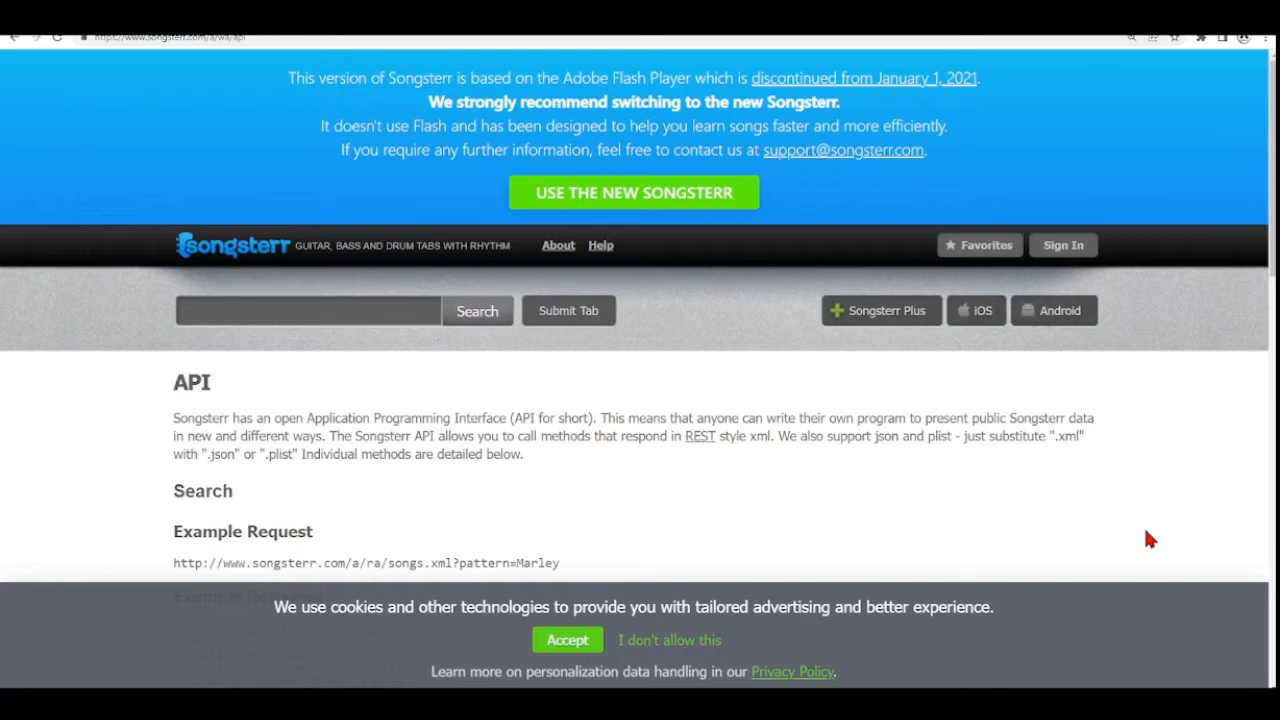 https://www.songsterr.com/a/wa/api
This version of Songsterr is based on the Adobe Flash Player which is discontinued from January 1, 2021.
We strongly recommend switching to the new Songsterr.
It doesn't use Flash and has been designed to help you learn songs faster and more efficiently.
If you require any further information, feel free to contact us at support@songsterr.com.
USE THE NEW SONGSTERR
songsterr GUITAR, BASS AND DRUM TABS WITH RHYTHM About Help Favorites Sign In
Search Submit Tab Songsterr Plus iOS Android
API
Songsterr has an open Application Programming Interface (API for short). This means that anyone can write their own program to present public Songsterr data
in new and different ways. The Songsterr API allows you to call methods that respond in REST style xml. We also support json and plist - just substitute ".xml"
with ".json" or ".plist" Individual methods are detailed below.
Search
Example Request
http://www.songsterr.com/a/ra/songs.xml?pattern=Marley
Example Response
We use cookies and other technologies to provide you with tailored advertising and better experience.
Accept I don't allow this
Learn more on personalization data handling in our Privacy Policy.